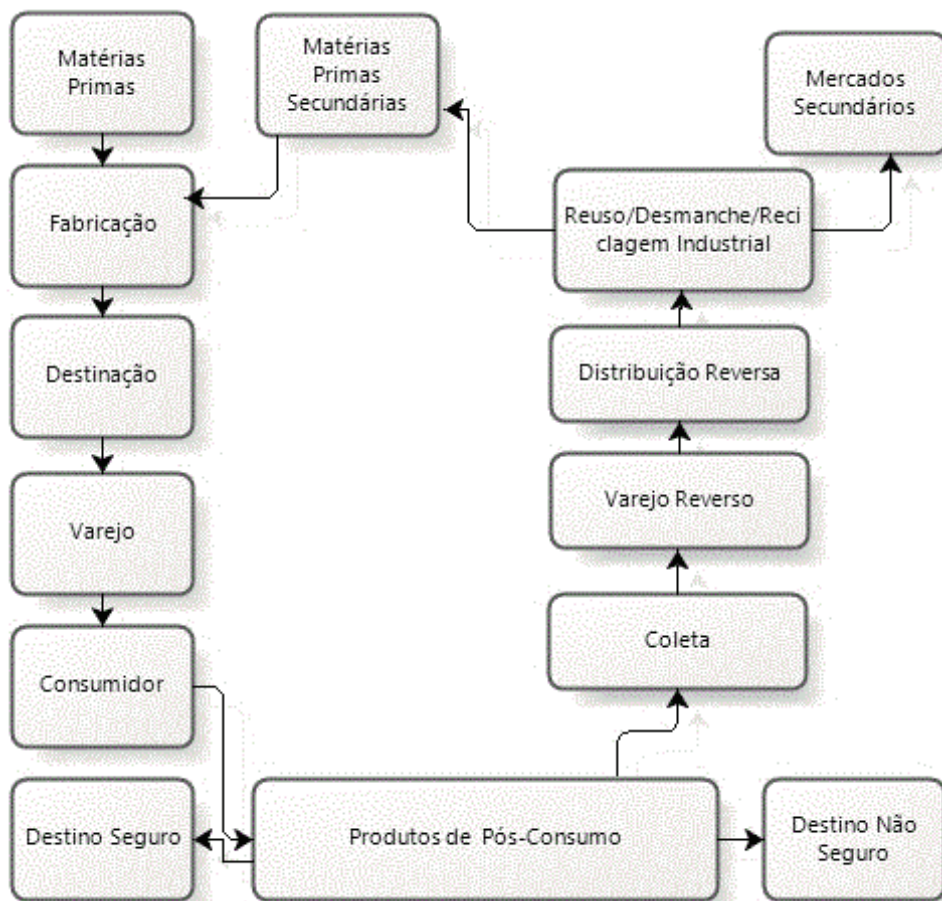 Matérias
Primas
Matérias
Primas
Secundárias
Mercados
Secundários
Fabricação
Reuso/Desmanche/Reci
clagem Industrial
Destinação
Distribuição Reversa
Varejo
Varejo Reverso
Consumidor
Coleta
Destino Seguro
Produtos de Pós-Consumo
Destino Não
Seguro